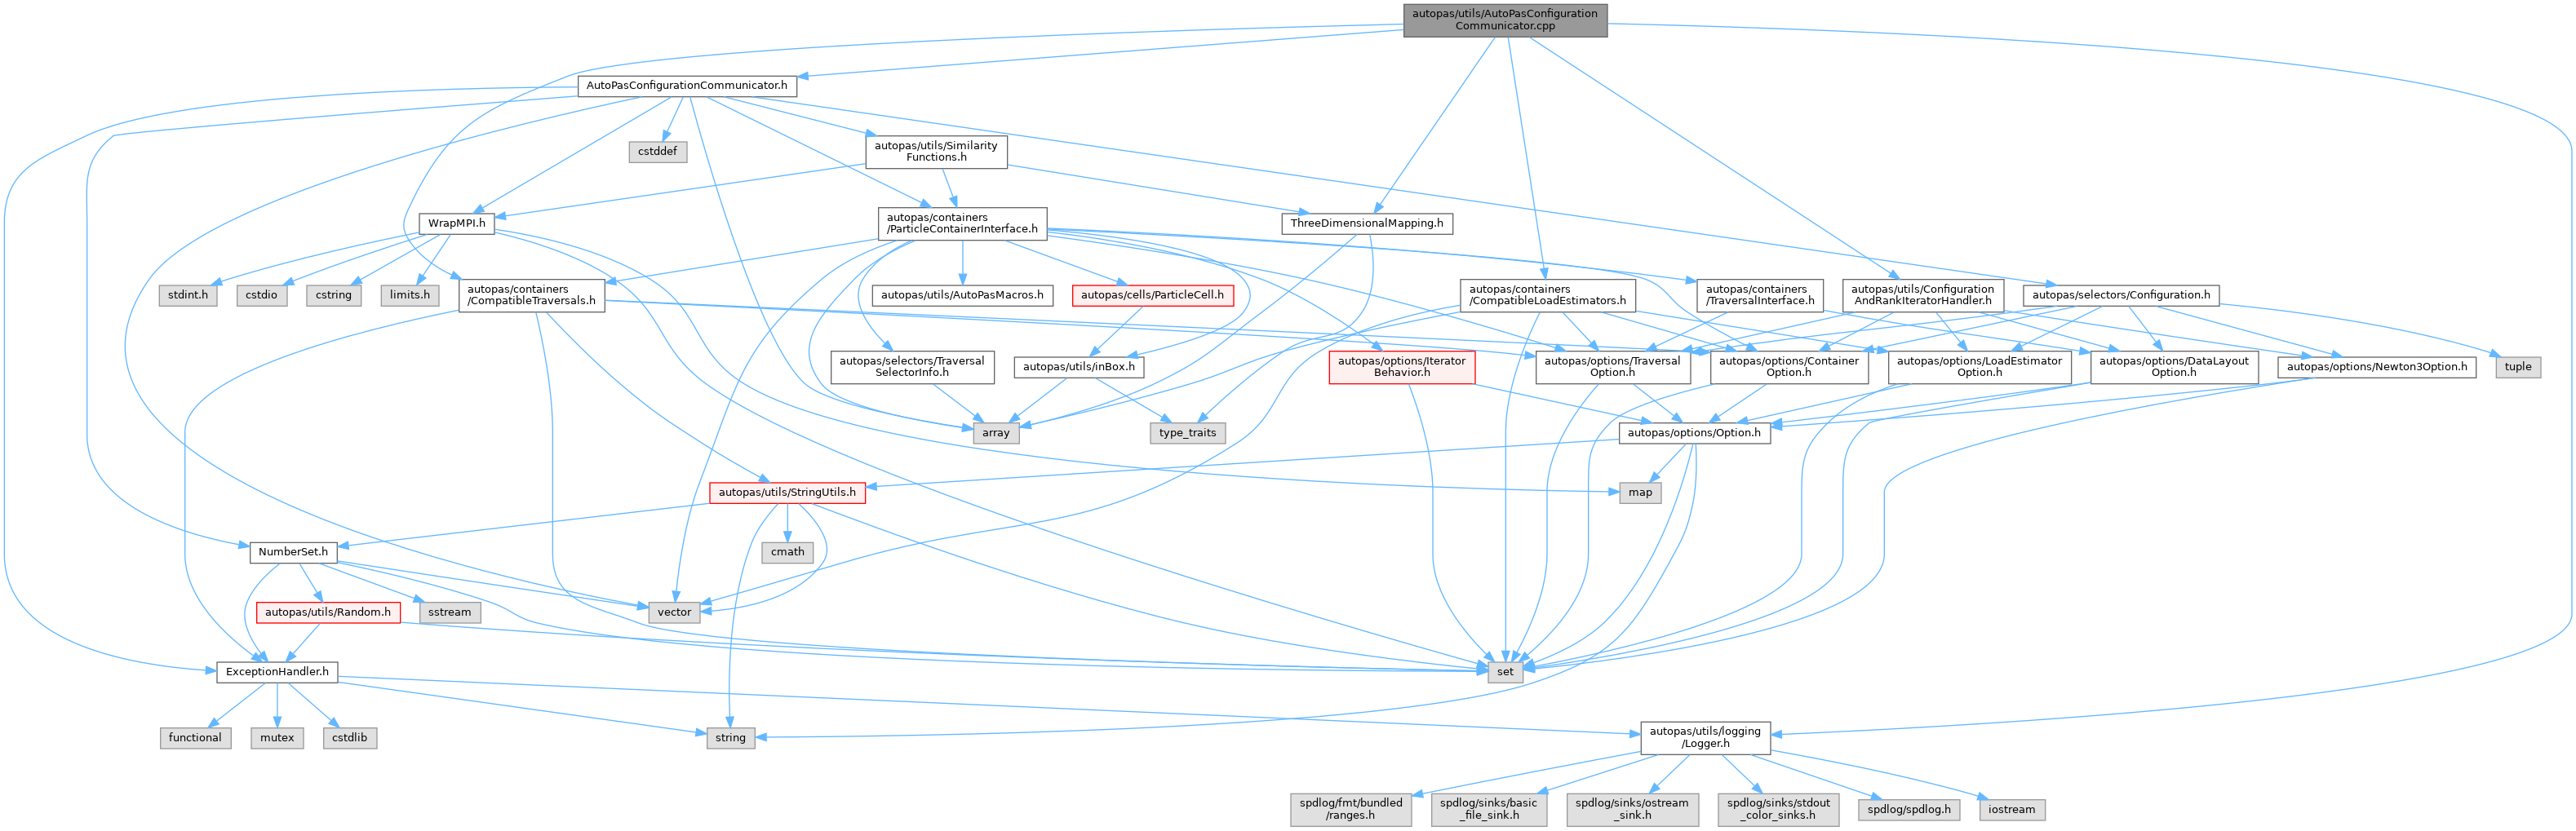 autopas/utils/AutoPasConfiguration
Communicator.cpp
AutoPasConfigurationCommunicator.h
cstddef
autopas/utils/Similarity
Functions.h
WrapMPI.h
autopas/containers
/ParticleContainerInterface.h
ThreeDimensionalMapping.h
stdint.h
cstdio
cstring
limits.h
autopas/containers
/CompatibleTraversals.h
autopas/utils/AutoPasMacros.h
autopas/cells/ParticleCell.h
autopas/containers
/CompatibleLoadEstimators.h
autopas/containers
/TraversalInterface.h
autopas/utils/Configuration
AndRankIteratorHandler.h
autopas/selectors/Configuration.h
autopas/selectors/Traversal
SelectorInfo.h
autopas/utils/inBox.h
autopas/options/Iterator
Behavior.h
autopas/options/Traversal
Option.h
autopas/options/Container
Option.h
autopas/options/LoadEstimator
Option.h
autopas/options/DataLayout
Option.h
autopas/options/Newton3Option.h
tuple
array
type_traits
autopas/options/Option.h
autopas/utils/StringUtils.h
map
NumberSet.h
cmath
autopas/utils/Random.h
sstream
vector
ExceptionHandler.h
set
functional
mutex
cstdlib
string
autopas/utils/logging
/Logger.h
spdlog/fmt/bundled
/ranges.h
spdlog/sinks/basic
_file_sink.h
spdlog/sinks/ostream
_sink.h
spdlog/sinks/stdout
_color_sinks.h
spdlog/spdlog.h
iostream